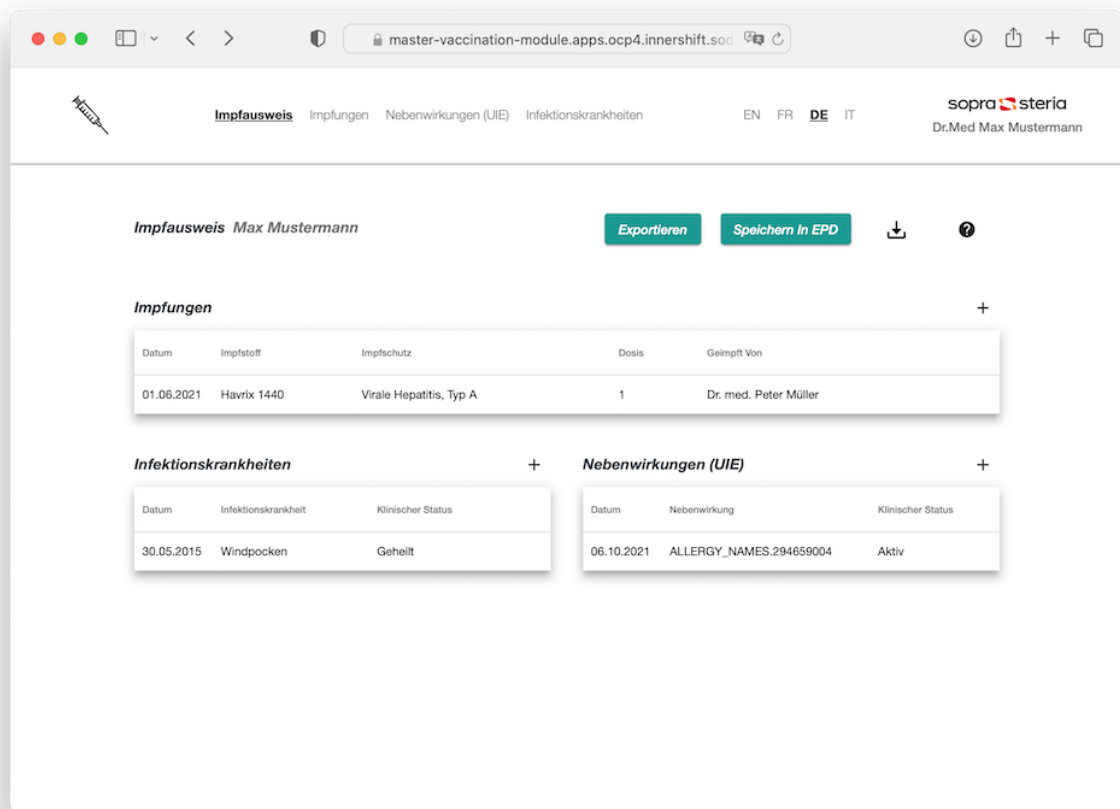 master-vaccination-module.apps.ocp4.innershift.sod
Impfausweis Impfungen Nebenwirkungen (UIE) Infektionskrankheiten EN FR DE IT
sopra steria
Dr.Med Max Mustermann
Impfausweis Max Mustermann Exportieren Speichern In EPD
Impfungen
Datum Impfstoff Impfschutz Dosis Geimpft Von
01.06.2021 Havrix 1440 Virale Hepatitis, Typ A 1 Dr. med. Peter Müller
Infektionskrankheiten
Datum Infektionskrankheit Klinischer Status
30.05.2015 Windpocken Geheilt
Nebenwirkungen (UIE)
Datum Nebenwirkung Klinischer Status
06.10.2021 ALLERGY_NAMES.294659004 Aktiv